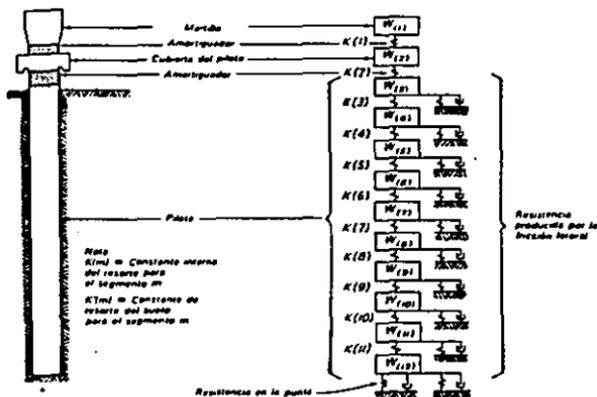 Martillo
Amortiguador
Cubierta del pilote
Amortiguador
Pilote
Nota
K(m) = Constante interna
del resorte para
el segmento m
K'(m) = Constante de
resorte del suelo
para el segmento m
K(1)
K(2)
K(3)
K(4)
K(5)
K(6)
K(7)
K(8)
K(9)
K(10)
K(11)
W(1)
W(2)
W(3)
W(4)
W(5)
W(6)
W(7)
W(8)
W(9)
W(10)
W(11)
W(12)
Resistencia
producida por la
fricción lateral
Resistencia en la punta